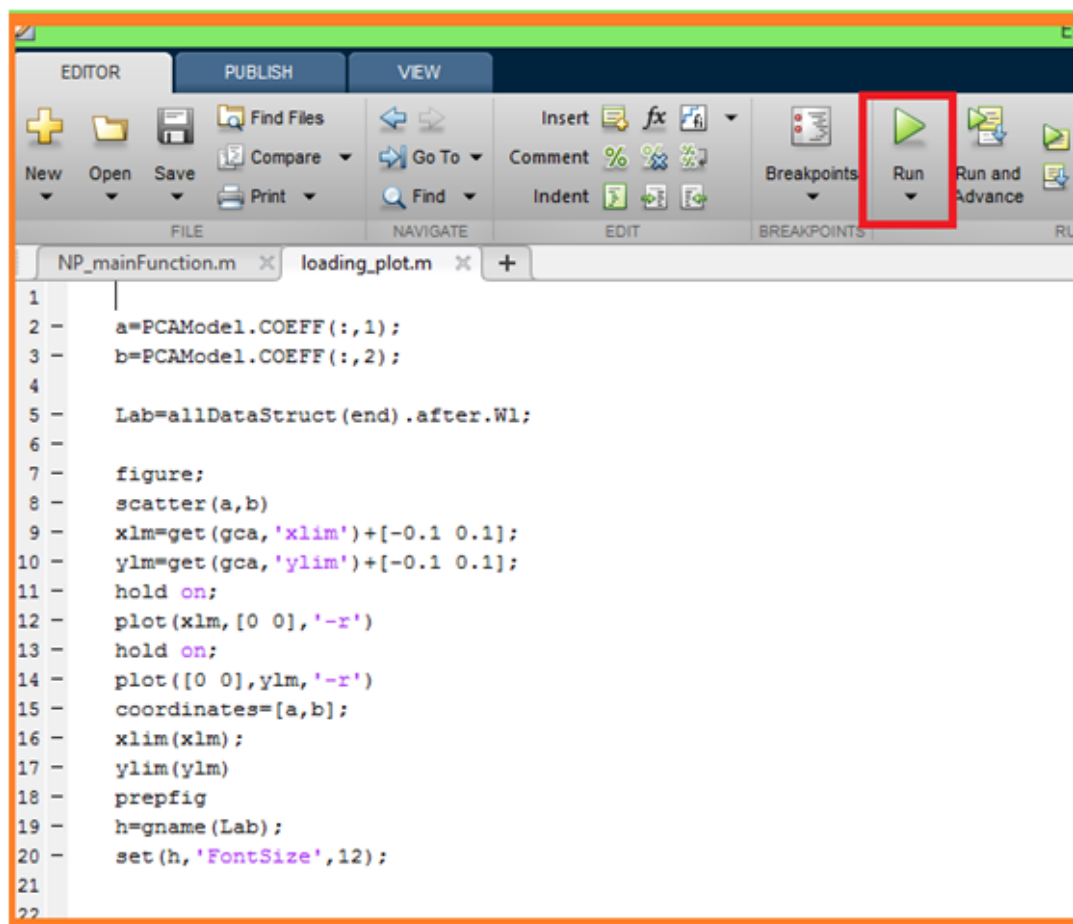 E
EDITOR PUBLISH VIEW
New Open Save Find Files Compare Print
FILE
Go To Find
NAVIGATE
Insert fx fi
Comment % %
Indent
EDIT
Breakpoints
BREAKPOINTS
Run Run and Advance
RU
NP_mainFunction.m × loading_plot.m × +
1
2 – a=PCAModel.COEFF(:,1);
3 – b=PCAModel.COEFF(:,2);
4
5 – Lab=allDataStruct(end).after.Wl;
6 –
7 – figure;
8 – scatter(a,b)
9 – xlm=get(gca,'xlim')+[-0.1 0.1];
10 – ylm=get(gca,'ylim')+[-0.1 0.1];
11 – hold on;
12 – plot(xlm,[0 0],'-r')
13 – hold on;
14 – plot([0 0],ylm,'-r')
15 – coordinates=[a,b];
16 – xlim(xlm);
17 – ylim(ylm)
18 – prepfig
19 – h=gname(Lab);
20 – set(h,'FontSize',12);
21
22